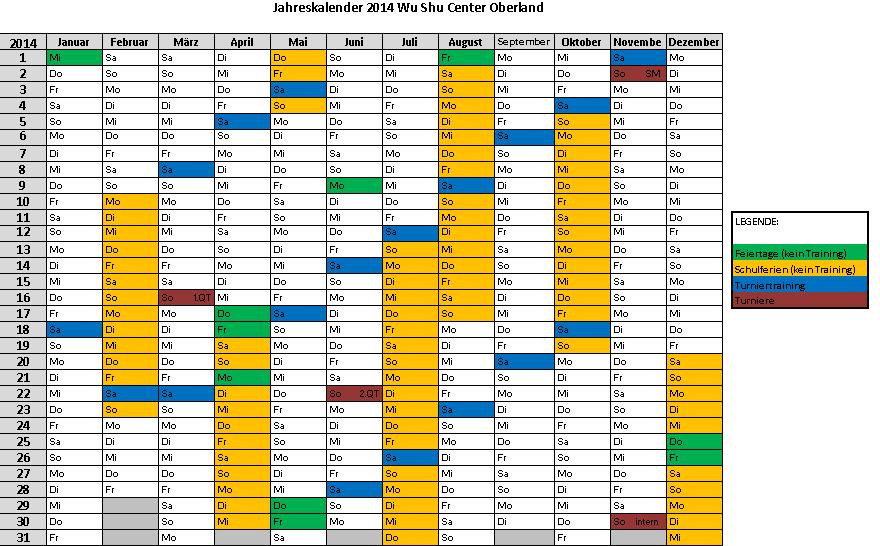 Jahreskalender 2014 Wu Shu Center Oberland
2014 Januar Februar März April Mai Juni Juli August September Oktober Novembe Dezember
1 Mi Sa Sa Di Do So Di Fr Mo Mi Sa Mo
2 Do So So Mi Fr Mo Mi Sa Di Do So SM Di
3 Fr Mo Mo Do Sa Di Do So Mi Fr Mo Mi
4 Sa Di Di Fr So Mi Fr Mo Do Sa Di Do
5 So Mi Mi Sa Mo Do Sa Di Fr So Mi Fr
6 Mo Do Do So Di Fr So Mi Sa Mo Do Sa
7 Di Fr Fr Mo Mi Sa Mo Do So Di Fr So
8 Mi Sa Sa Di Do So Di Fr Mo Mi Sa Mo
9 Do So So Mi Fr Mo Mi Sa Di Do So Di
10 Fr Mo Mo Do Sa Di Do So Mi Fr Mo Mi
11 Sa Di Di Fr So Mi Fr Mo Do Sa Di Do
12 So Mi Mi Sa Mo Do Sa Di Fr So Mi Fr
13 Mo Do Do So Di Fr So Mi Sa Mo Do Sa
14 Di Fr Fr Mo Mi Sa Mo Do So Di Fr So
15 Mi Sa Sa Di Do So Di Fr Mo Mi Sa Mo
16 Do So So 1.QT Mi Fr Mo Mi Sa Di Do So Di
17 Fr Mo Mo Do Sa Di Do So Mi Fr Mo Mi
18 Sa Di Di Fr So Mi Fr Mo Do Sa Di Do
19 So Mi Mi Sa Mo Do Sa Di Fr So Mi Fr
20 Mo Do Do So Di Fr So Mi Sa Mo Do Sa
21 Di Fr Fr Mo Mi Sa Mo Do So Di Fr So
22 Mi Sa Sa Di Do So 2.QT Di Fr Mo Mi Sa Mo
23 Do So So Mi Fr Mo Mi Sa Di Do So Di
24 Fr Mo Mo Do Sa Di Do So Mi Fr Mo Mi
25 Sa Di Di Fr So Mi Fr Mo Do Sa Di Do
26 So Mi Mi Sa Mo Do Sa Di Fr So Mi Fr
27 Mo Do Do So Di Fr So Mi Sa Mo Do Sa
28 Di Fr Fr Mo Mi Sa Mo Do So Di Fr So
29 Mi Sa Di Do So Di Fr Mo Mi Sa Mo
30 Do So Mi Fr Mo Mi Sa Di Do So intern Di
31 Fr Mo Sa Do So Fr Mi
LEGENDE:
Feiertage (kein Training)
Schulferien (kein Training)
Turniertraining
Turniere